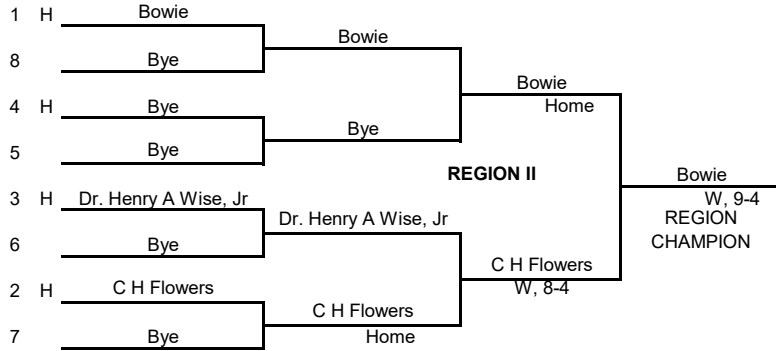 1 H Bowie
Bowie
8 Bye
Bowie
4 H Bye
Home
Bye
5 Bye
REGION II
Bowie
3 H Dr. Henry A Wise, Jr
W, 9-4
Dr. Henry A Wise, Jr
REGION
CHAMPION
6 Bye
C H Flowers
2 H C H Flowers
W, 8-4
C H Flowers
7 Bye
Home